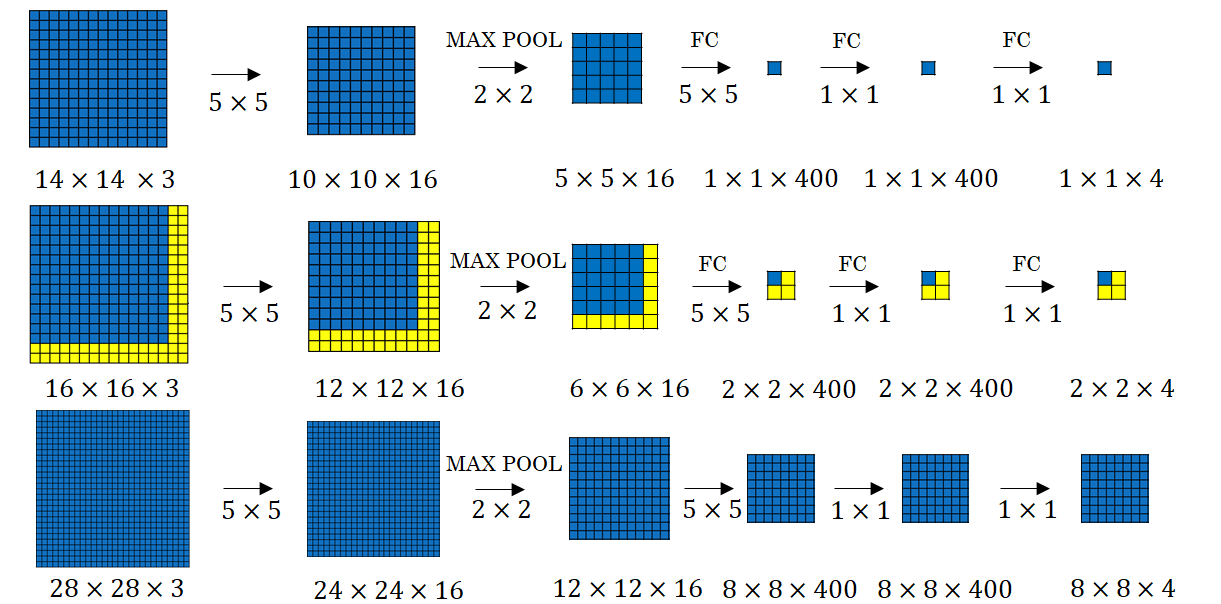 MAX POOL FC FC FC
5 × 5 2 × 2 5 × 5 1 × 1 1 × 1
14 × 14 × 3 10 × 10 × 16 5 × 5 × 16 1 × 1 × 400 1 × 1 × 400 1 × 1 × 4
MAX POOL FC FC FC
5 × 5 2 × 2 5 × 5 1 × 1 1 × 1
16 × 16 × 3 12 × 12 × 16 6 × 6 × 16 2 × 2 × 400 2 × 2 × 400 2 × 2 × 4
MAX POOL
5 × 5 2 × 2 5 × 5 1 × 1 1 × 1
28 × 28 × 3 24 × 24 × 16 12 × 12 × 16 8 × 8 × 400 8 × 8 × 400 8 × 8 × 4